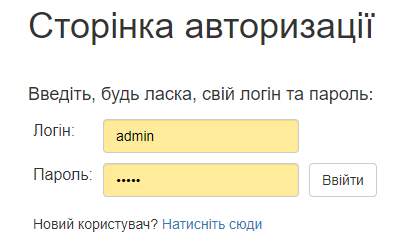 Сторінка авторизації
Введіть, будь ласка, свій логін та пароль:
Логін: admin
Пароль: ••••• Ввійти
Новий користувач? Натисніть сюди